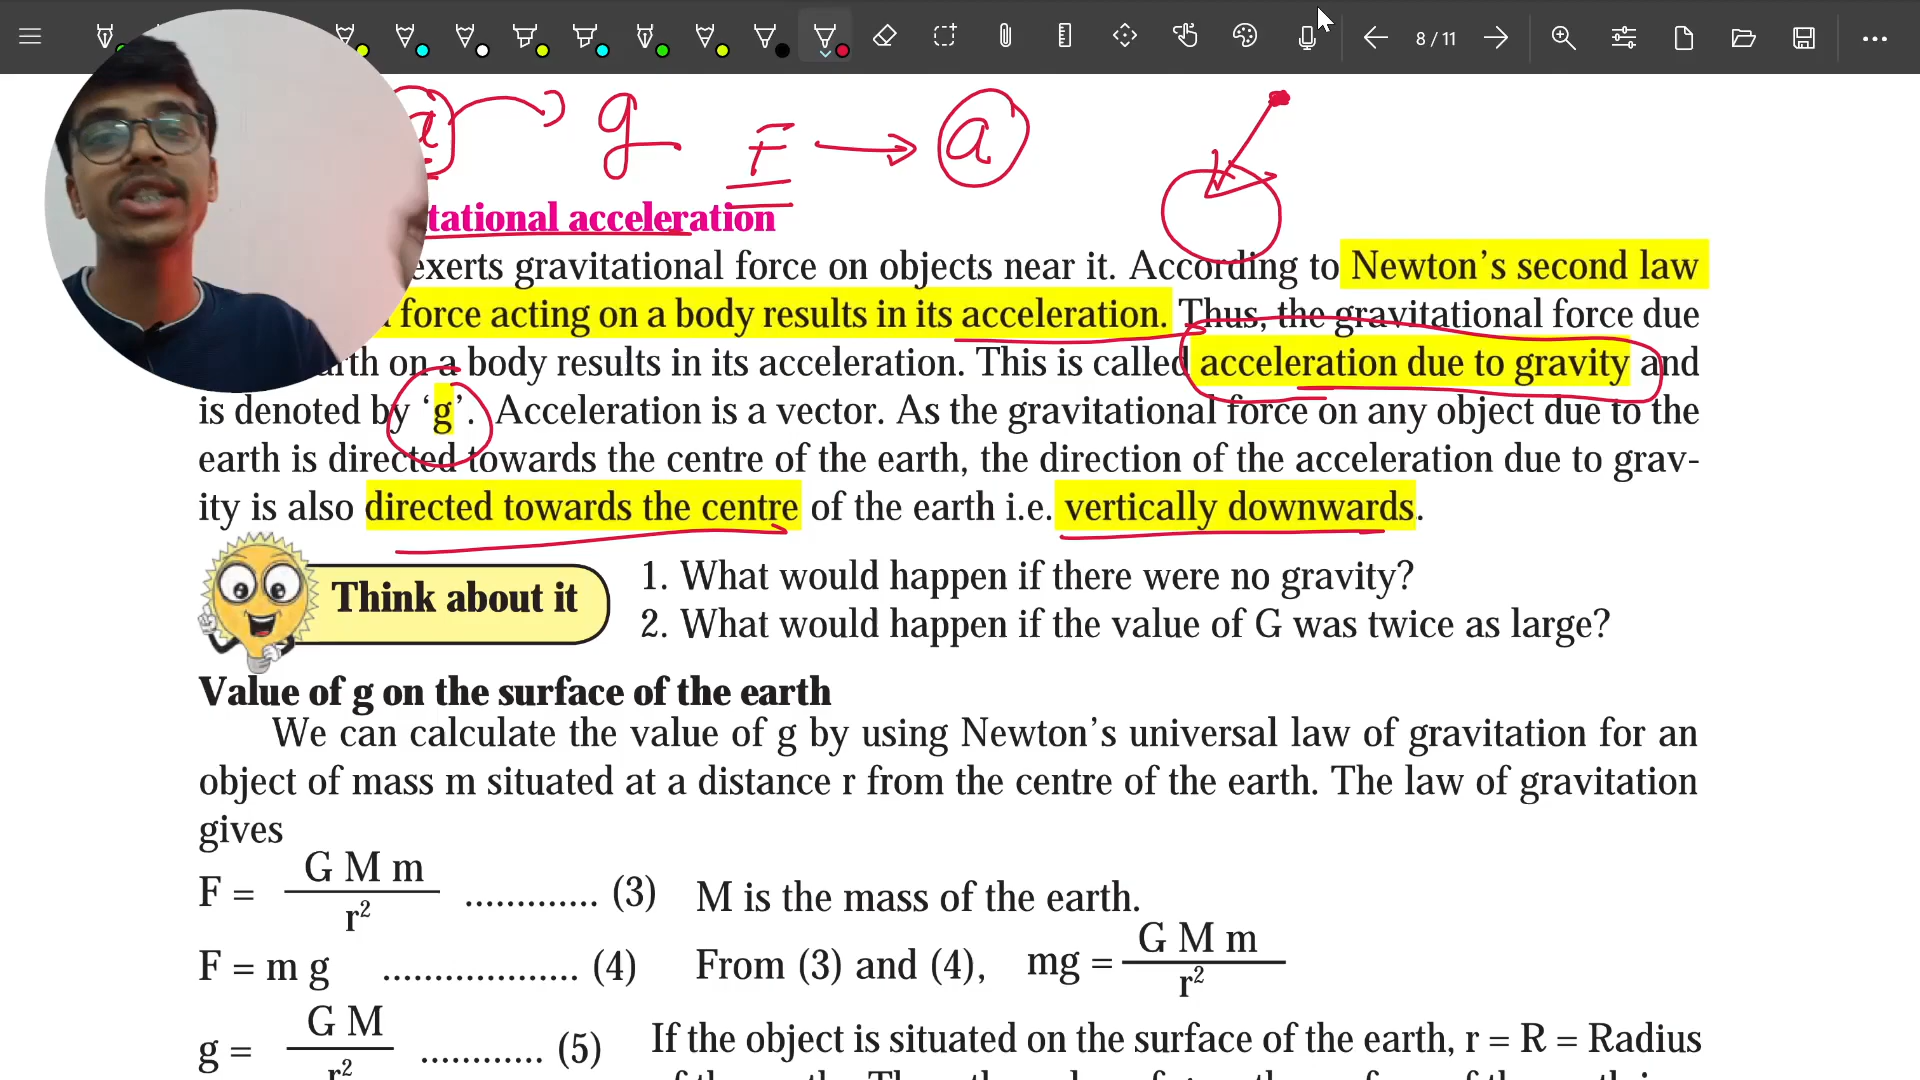 8 / 11
a g F a
tational acceleration
exerts gravitational force on objects near it. According to Newton’s second law
force acting on a body results in its acceleration. Thus, the gravitational force due
rth on a body results in its acceleration. This is called acceleration due to gravity and
is denoted by ‘g’. Acceleration is a vector. As the gravitational force on any object due to the
earth is directed towards the centre of the earth, the direction of the acceleration due to grav-
ity is also directed towards the centre of the earth i.e. vertically downwards.
Think about it
1. What would happen if there were no gravity?
2. What would happen if the value of G was twice as large?
Value of g on the surface of the earth
We can calculate the value of g by using Newton’s universal law of gravitation for an
object of mass m situated at a distance r from the centre of the earth. The law of gravitation
gives
F = G M m / r² ............. (3) M is the mass of the earth.
F = m g ................... (4) From (3) and (4), mg = G M m / r²
g = G M / r² ............ (5) If the object is situated on the surface of the earth, r = R = Radius